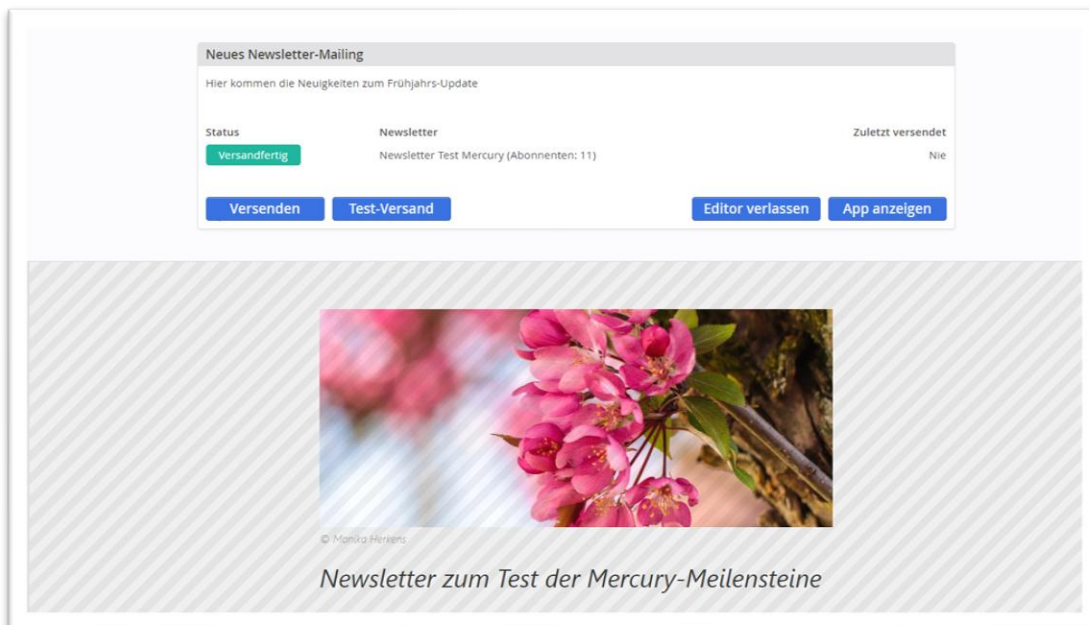 Neues Newsletter-Mailing
Hier kommen die Neuigkeiten zum Frühjahrs-Update
Status Newsletter Zuletzt versendet
Versandfertig Newsletter Test Mercury (Abonnenten: 11) Nie
Versenden Test-Versand Editor verlassen App anzeigen
© Monika Herkens
Newsletter zum Test der Mercury-Meilensteine